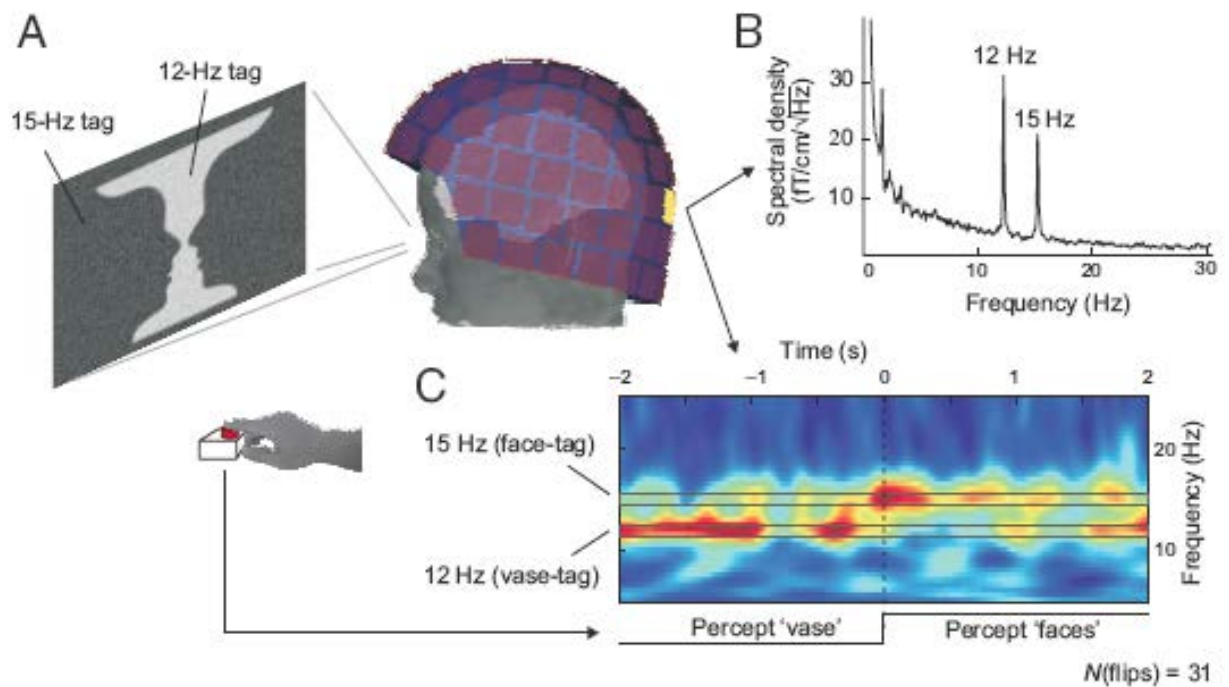 A
12-Hz tag
15-Hz tag
B
Spectral density
(fT/cm/√Hz)
30
20
10
12 Hz
15 Hz
0
10
20
30
Frequency (Hz)
C
Time (s)
–2
–1
0
1
2
15 Hz (face-tag)
12 Hz (vase-tag)
20
10
Frequency (Hz)
Percept ‘vase’
Percept ‘faces’
N(flips) = 31